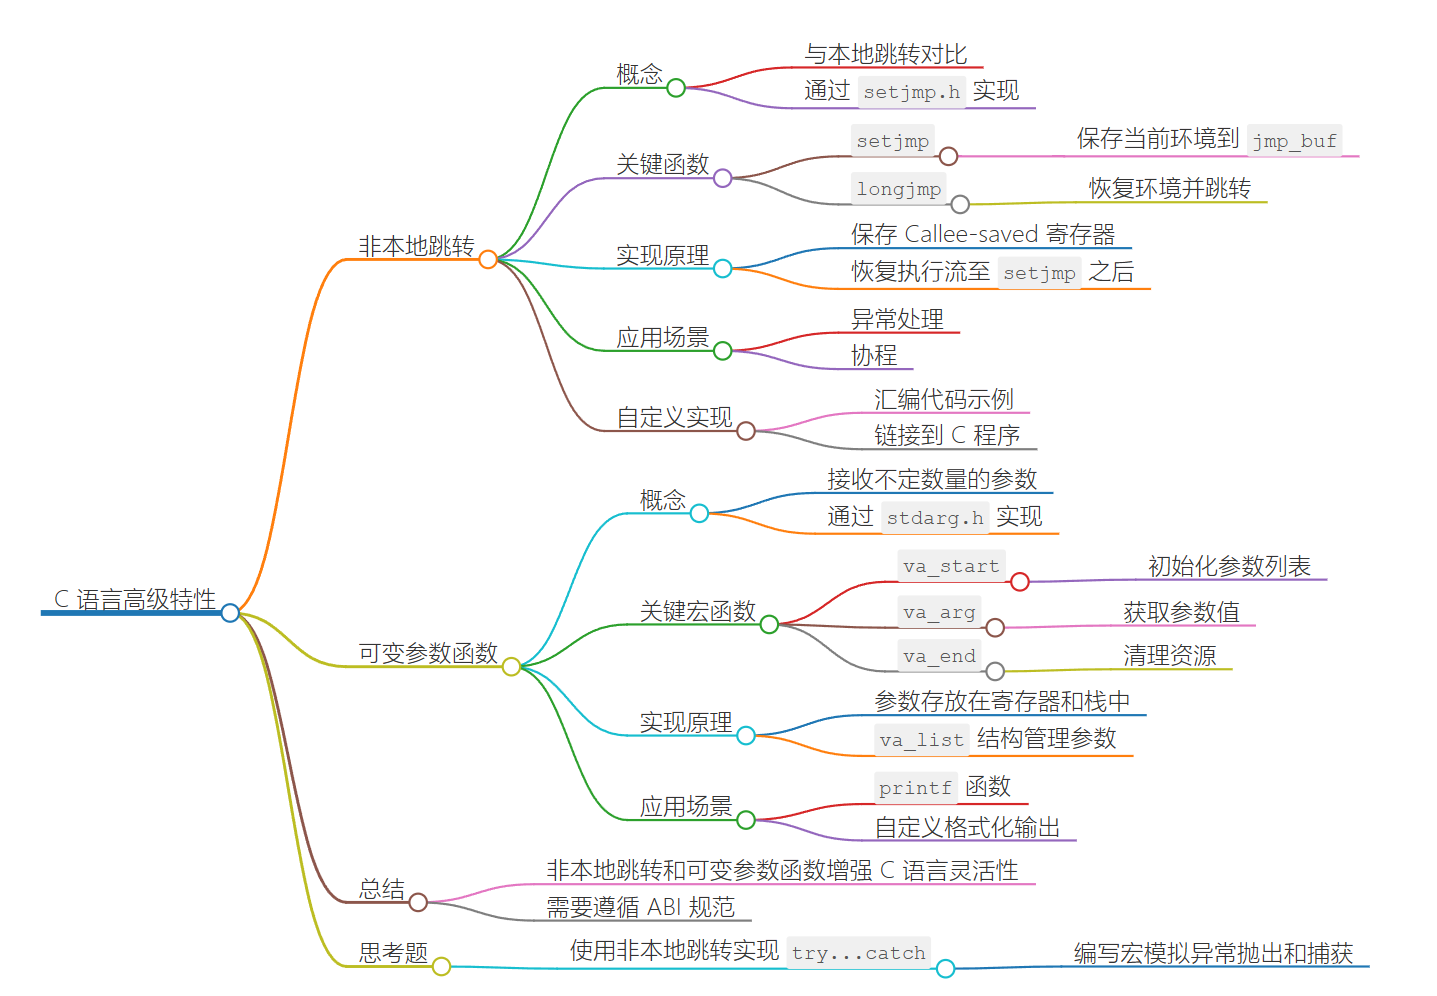 C 语言高级特性
非本地跳转
概念
与本地跳转对比
通过 setjmp.h 实现
关键函数
setjmp
保存当前环境到 jmp_buf
longjmp
恢复环境并跳转
实现原理
保存 Callee-saved 寄存器
恢复执行流至 setjmp 之后
应用场景
异常处理
协程
自定义实现
汇编代码示例
链接到 C 程序
可变参数函数
概念
接收不定数量的参数
通过 stdarg.h 实现
关键宏函数
va_start
初始化参数列表
va_arg
获取参数值
va_end
清理资源
实现原理
参数存放在寄存器和栈中
va_list 结构管理参数
应用场景
printf 函数
自定义格式化输出
总结
非本地跳转和可变参数函数增强 C 语言灵活性
需要遵循 ABI 规范
思考题
使用非本地跳转实现 try...catch
编写宏模拟异常抛出和捕获